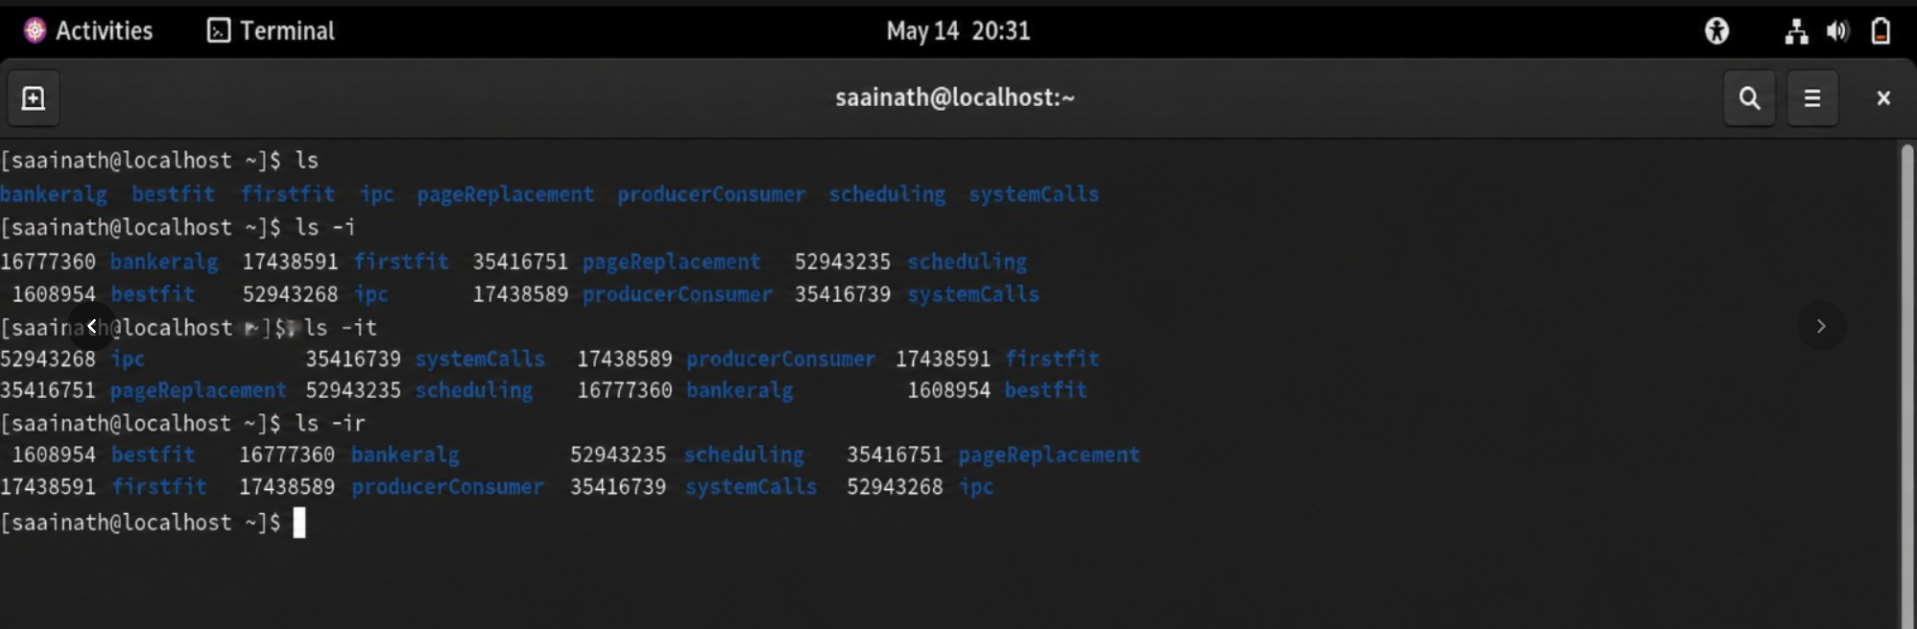 Activities Terminal May 14 20:31
saainath@localhost:~
[saainath@localhost ~]$ ls
bankeralg bestfit firstfit ipc pageReplacement producerConsumer scheduling systemCalls
[saainath@localhost ~]$ ls -i
16777360 bankeralg 17438591 firstfit 35416751 pageReplacement 52943235 scheduling
1608954 bestfit 52943268 ipc 17438589 producerConsumer 35416739 systemCalls
[saainath@localhost ~]$ ls -it
52943268 ipc 35416739 systemCalls 17438589 producerConsumer 17438591 firstfit
35416751 pageReplacement 52943235 scheduling 16777360 bankeralg 1608954 bestfit
[saainath@localhost ~]$ ls -ir
1608954 bestfit 16777360 bankeralg 52943235 scheduling 35416751 pageReplacement
17438591 firstfit 17438589 producerConsumer 35416739 systemCalls 52943268 ipc
[saainath@localhost ~]$